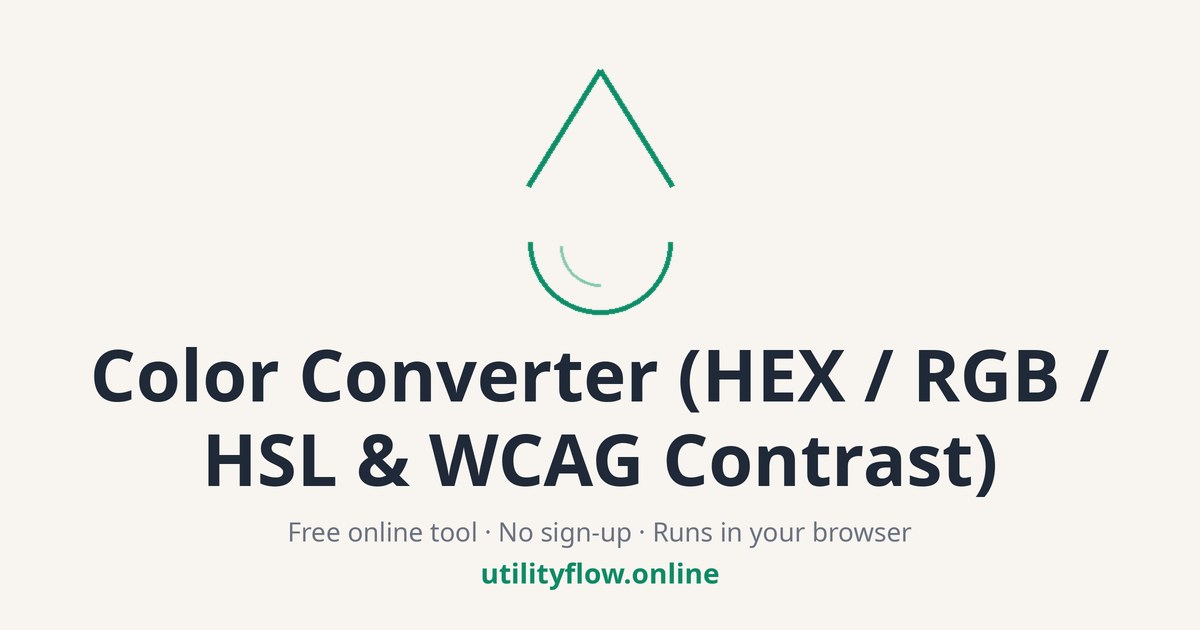 Color Converter (HEX / RGB /
HSL & WCAG Contrast)
Free online tool · No sign-up · Runs in your browser
utilityflow.online